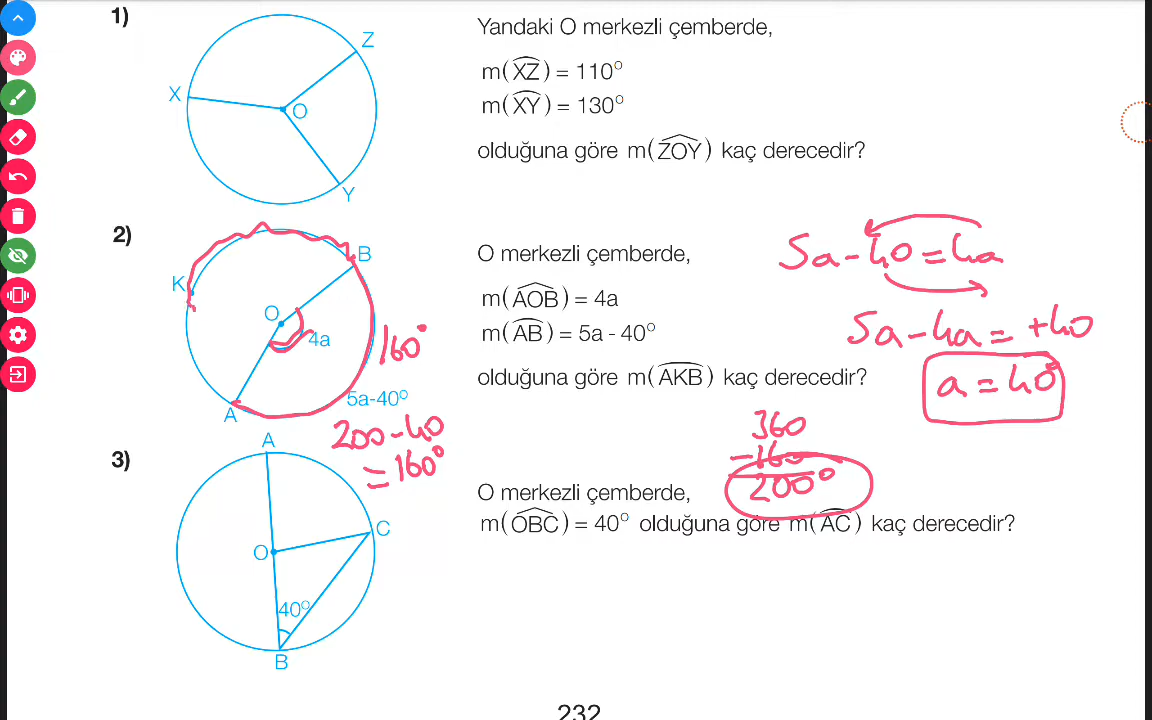 1)
Z
X
O
Y
Yandaki O merkezli çemberde,
m(XZ) = 110°
m(XY) = 130°
olduğuna göre m(ZOY) kaç derecedir?
2)
B
K
O
4a
160°
5a-40°
A
200-40
=160°
O merkezli çemberde,
m(AOB) = 4a
m(AB) = 5a - 40°
olduğuna göre m(AKB) kaç derecedir?
5a-40=4a
5a-4a=+40
a=40°
360
-160
200°
3)
A
C
O
40°
B
O merkezli çemberde,
m(OBC) = 40° olduğuna göre m(AC) kaç derecedir?
232